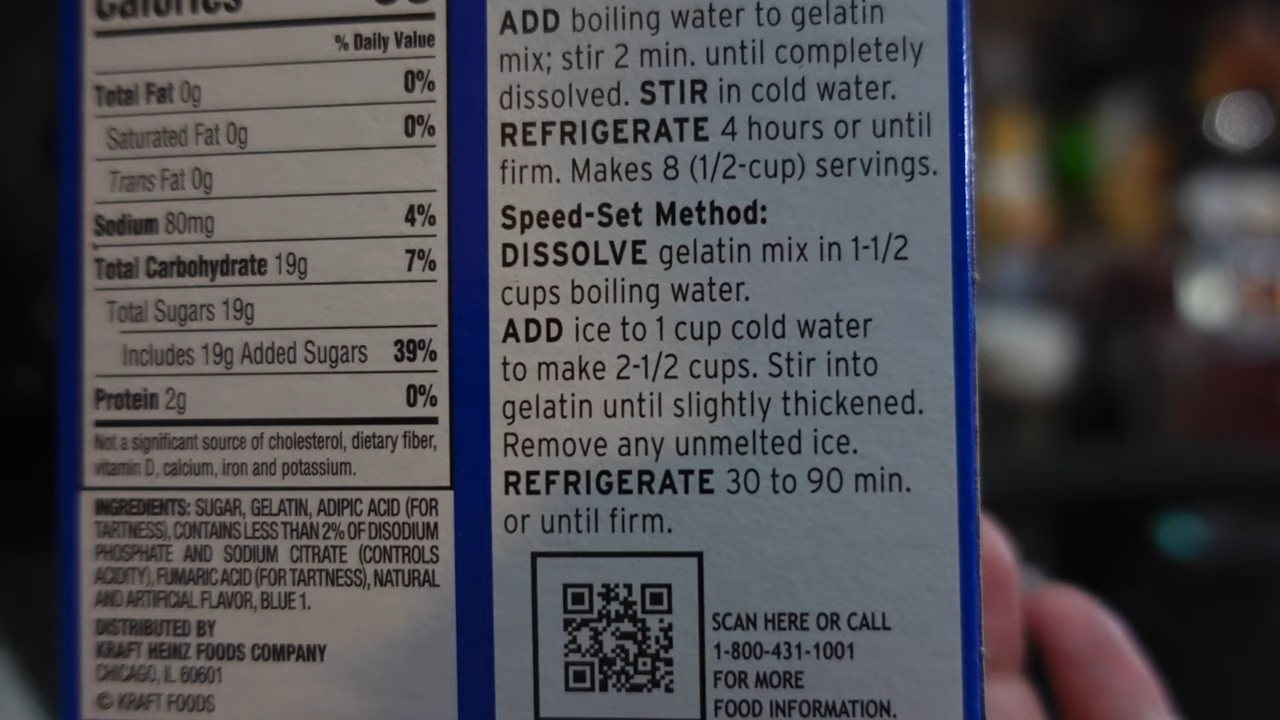 Calories
% Daily Value
Total Fat 0g 0%
Saturated Fat 0g 0%
Trans Fat 0g
Sodium 80mg 4%
Total Carbohydrate 19g 7%
Total Sugars 19g
Includes 19g Added Sugars 39%
Protein 2g 0%
Not a significant source of cholesterol, dietary fiber,
vitamin D, calcium, iron and potassium.
INGREDIENTS: SUGAR, GELATIN, ADIPIC ACID (FOR
TARTNESS), CONTAINS LESS THAN 2% OF DISODIUM
PHOSPHATE AND SODIUM CITRATE (CONTROLS
ACIDITY), FUMARIC ACID (FOR TARTNESS), NATURAL
AND ARTIFICIAL FLAVOR, BLUE 1.
DISTRIBUTED BY
KRAFT HEINZ FOODS COMPANY
CHICAGO, IL 60601
© KRAFT FOODS
ADD boiling water to gelatin
mix; stir 2 min. until completely
dissolved. STIR in cold water.
REFRIGERATE 4 hours or until
firm. Makes 8 (1/2-cup) servings.
Speed-Set Method:
DISSOLVE gelatin mix in 1-1/2
cups boiling water.
ADD ice to 1 cup cold water
to make 2-1/2 cups. Stir into
gelatin until slightly thickened.
Remove any unmelted ice.
REFRIGERATE 30 to 90 min.
or until firm.
SCAN HERE OR CALL
1-800-431-1001
FOR MORE
FOOD INFORMATION.